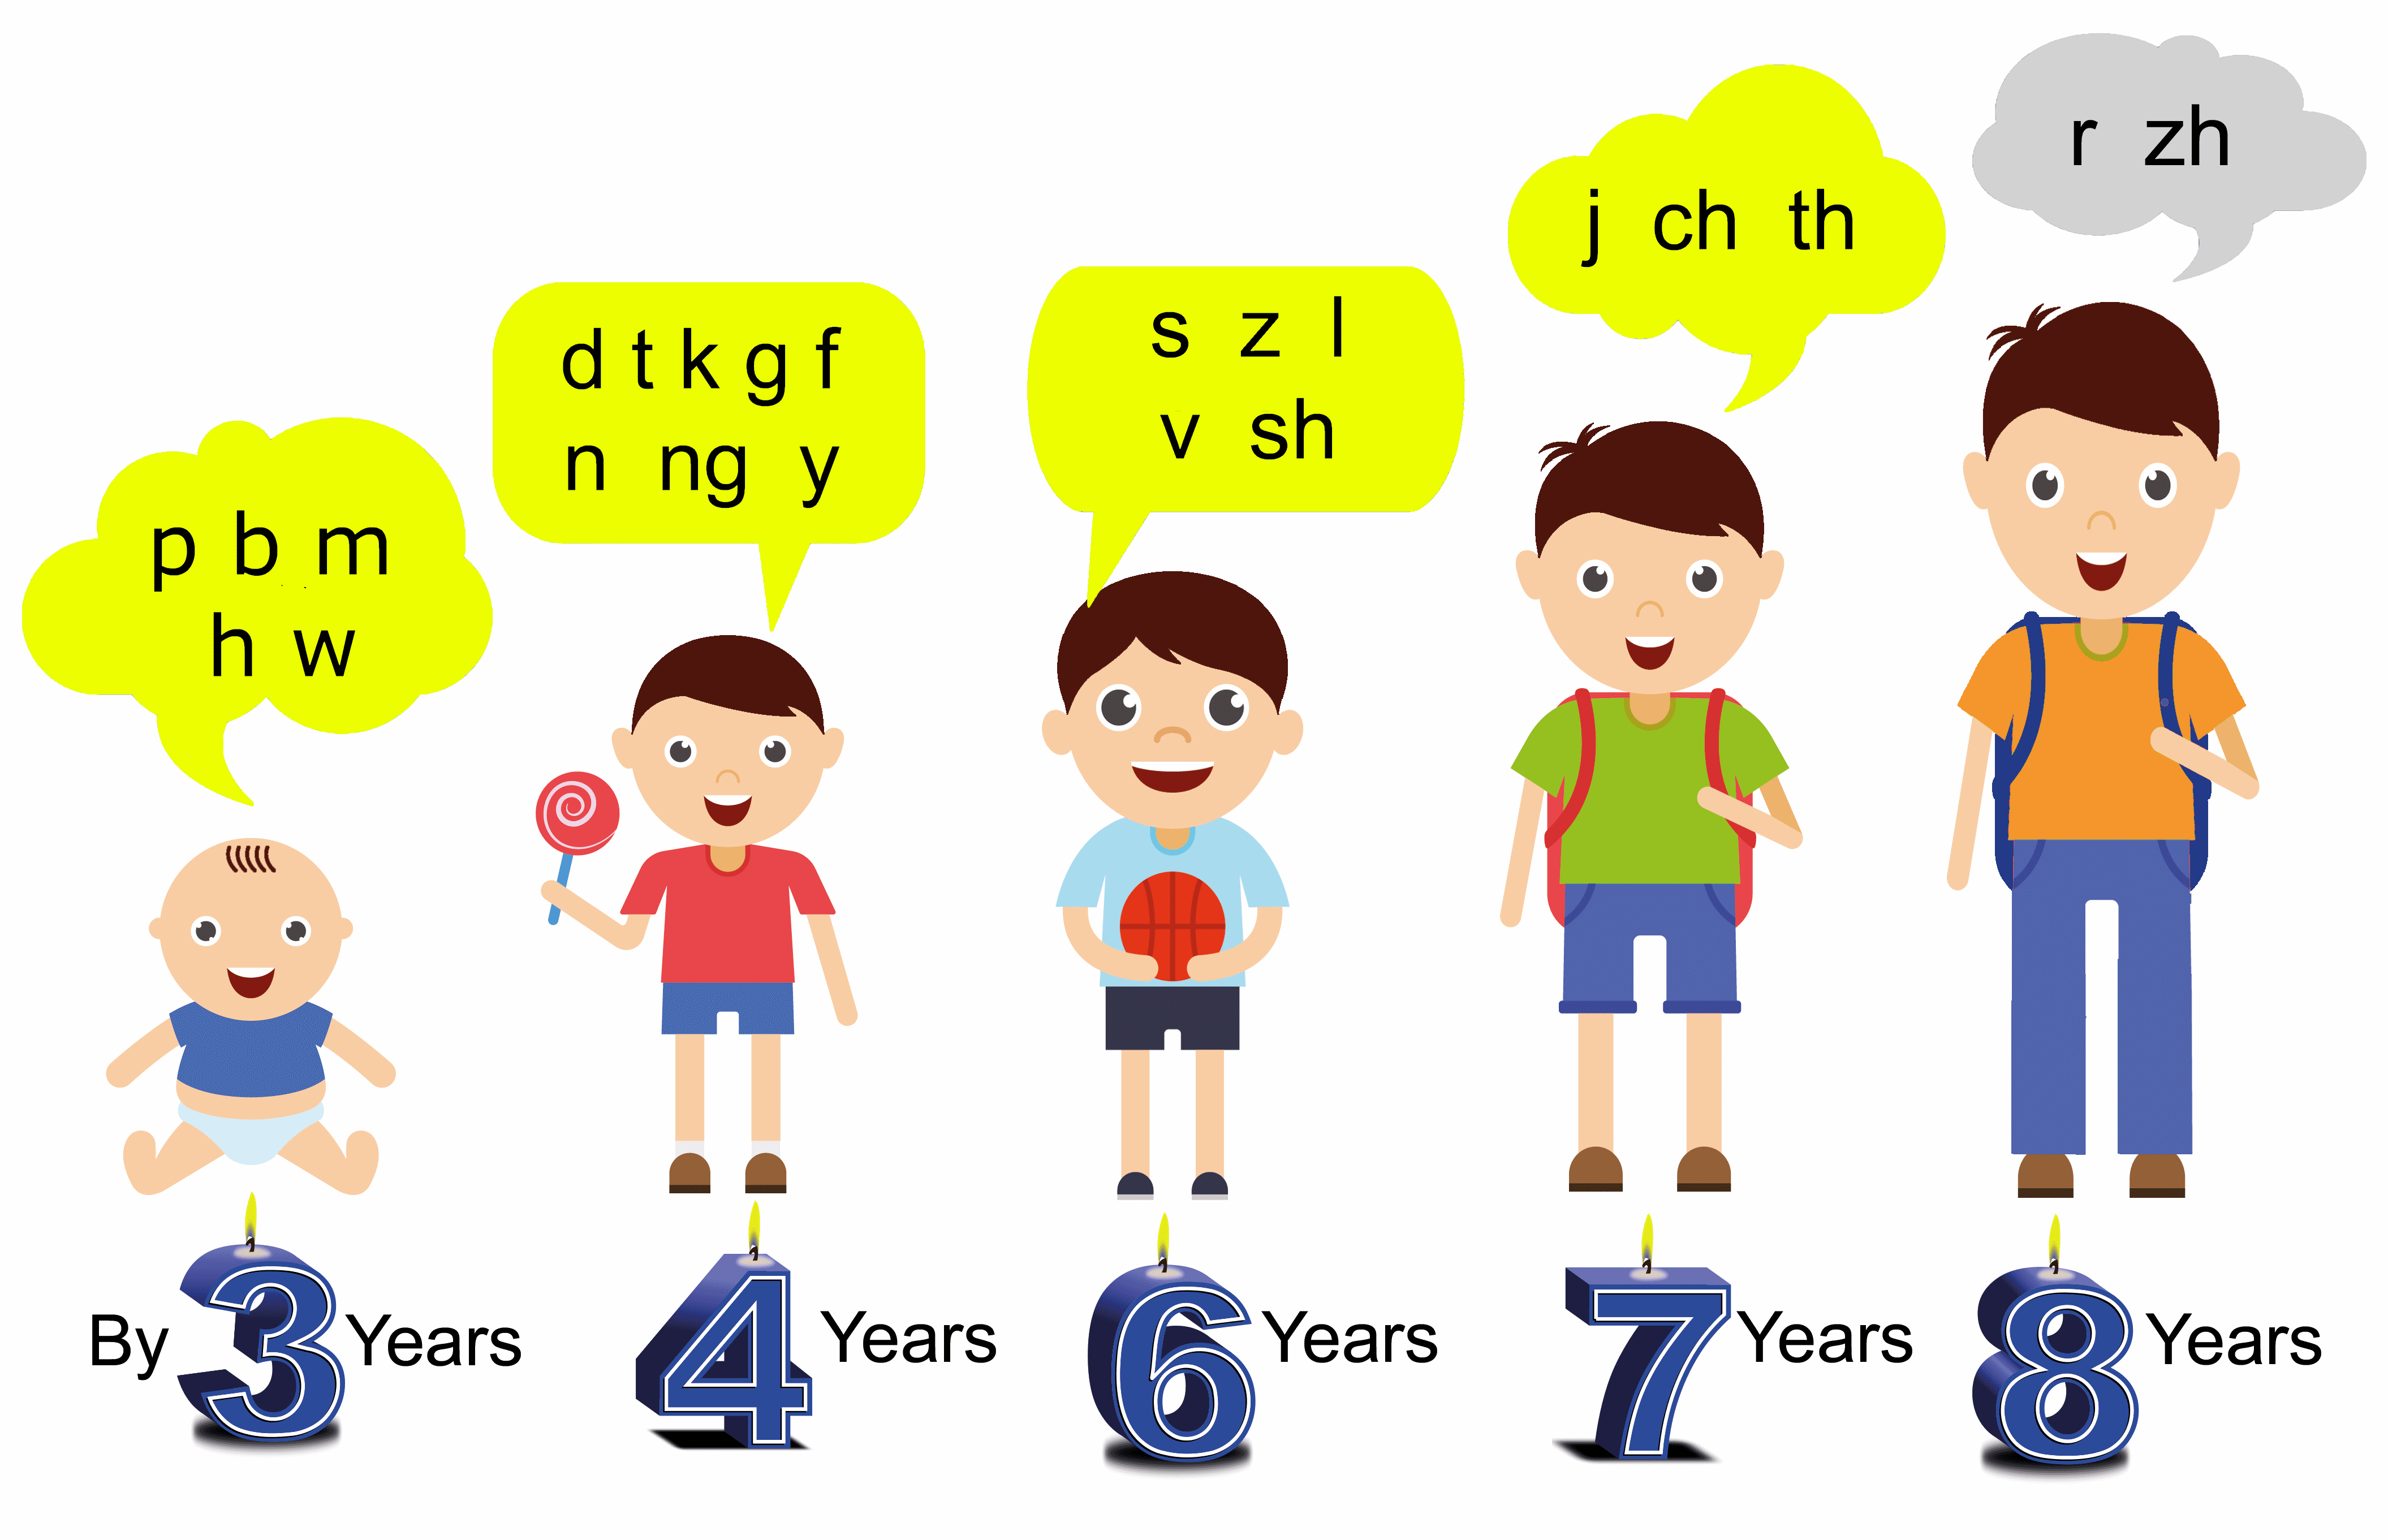 p b m
h w
d t k g f
n ng y
s z l
v sh
j ch th
r zh
By 3 Years
4 Years
6 Years
7 Years
8 Years